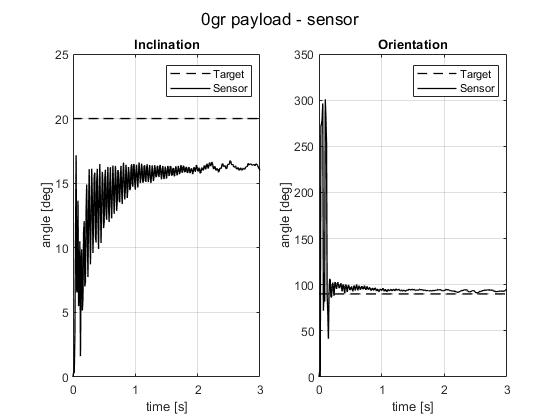 0gr payload - sensor
Inclination
25
20
15
10
5
0
0 1 2 3
angle [deg]
time [s]
Target
Sensor
Orientation
350
300
250
200
150
100
50
0
0 1 2 3
angle [deg]
time [s]
Target
Sensor